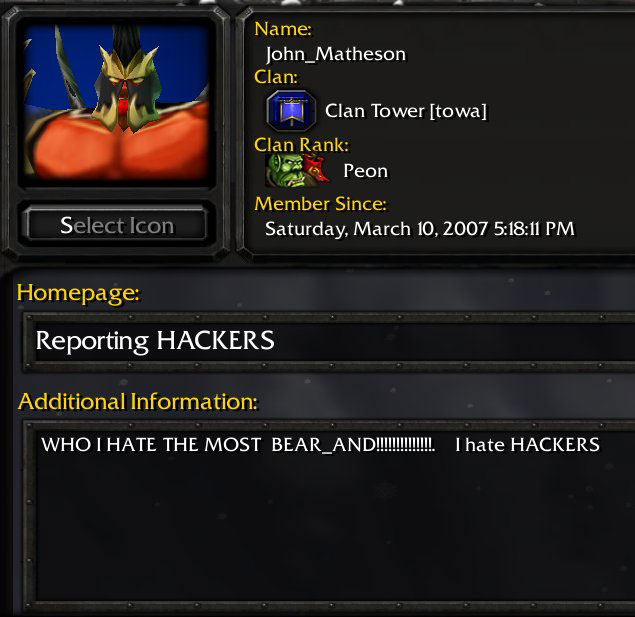 Name:
John_Matheson
Clan:
Clan Tower [towa]
Clan Rank:
Peon
Member Since:
Saturday, March 10, 2007 5:18:11 PM
Select Icon
Homepage:
Reporting HACKERS
Additional Information:
WHO I HATE THE MOST  BEAR_AND!!!!!!!!!!!!!!.    I hate HACKERS